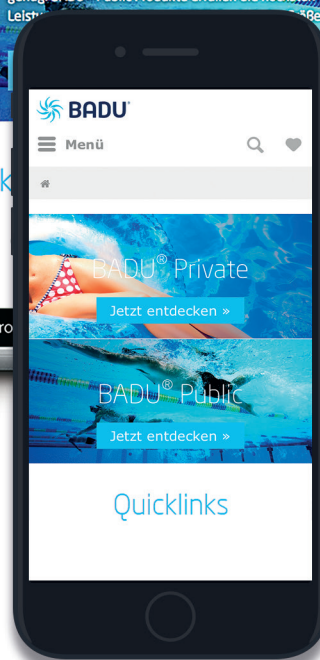 BADU
Menü
BADU® Private
Jetzt entdecken »
BADU® Public
Jetzt entdecken »
Quicklinks